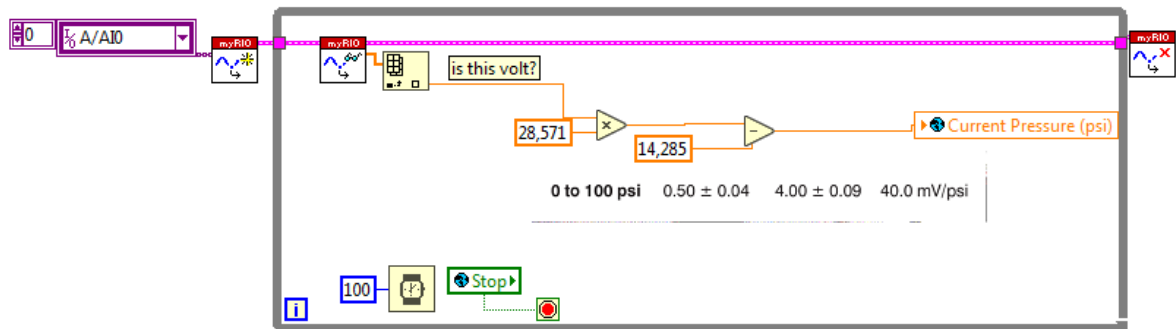 0
I/O A/AI0
myRIO
myRIO
myRIO
is this volt?
28,571
×
14,285
−
Current Pressure (psi)
0 to 100 psi 0.50 ± 0.04 4.00 ± 0.09 40.0 mV/psi
100
Stop
i